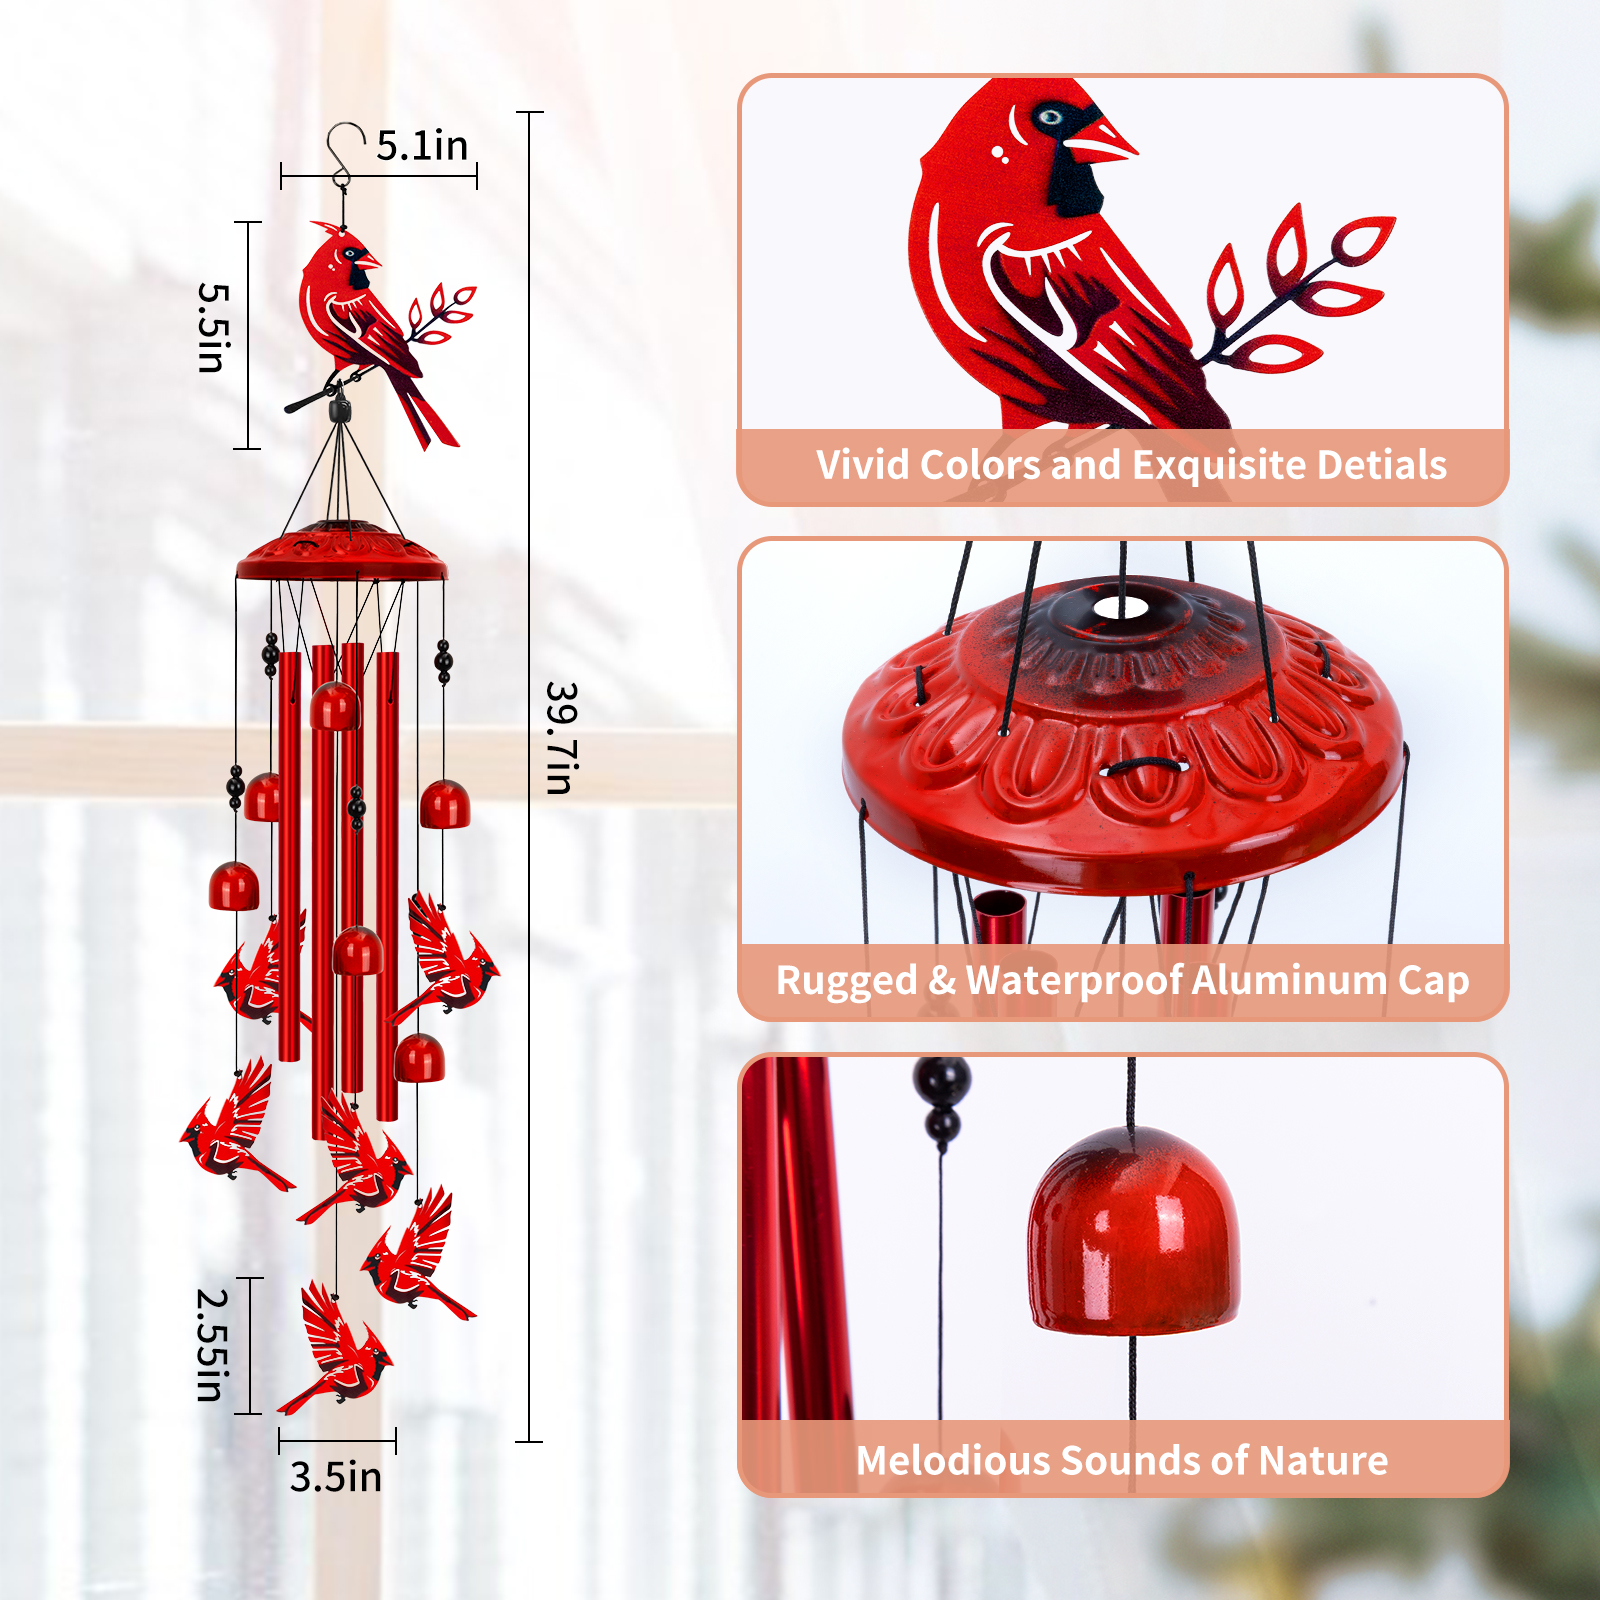 5.1in
5.5in
39.7in
2.55in
3.5in
Vivid Colors and Exquisite Detials
Rugged & Waterproof Aluminum Cap
Melodious Sounds of Nature